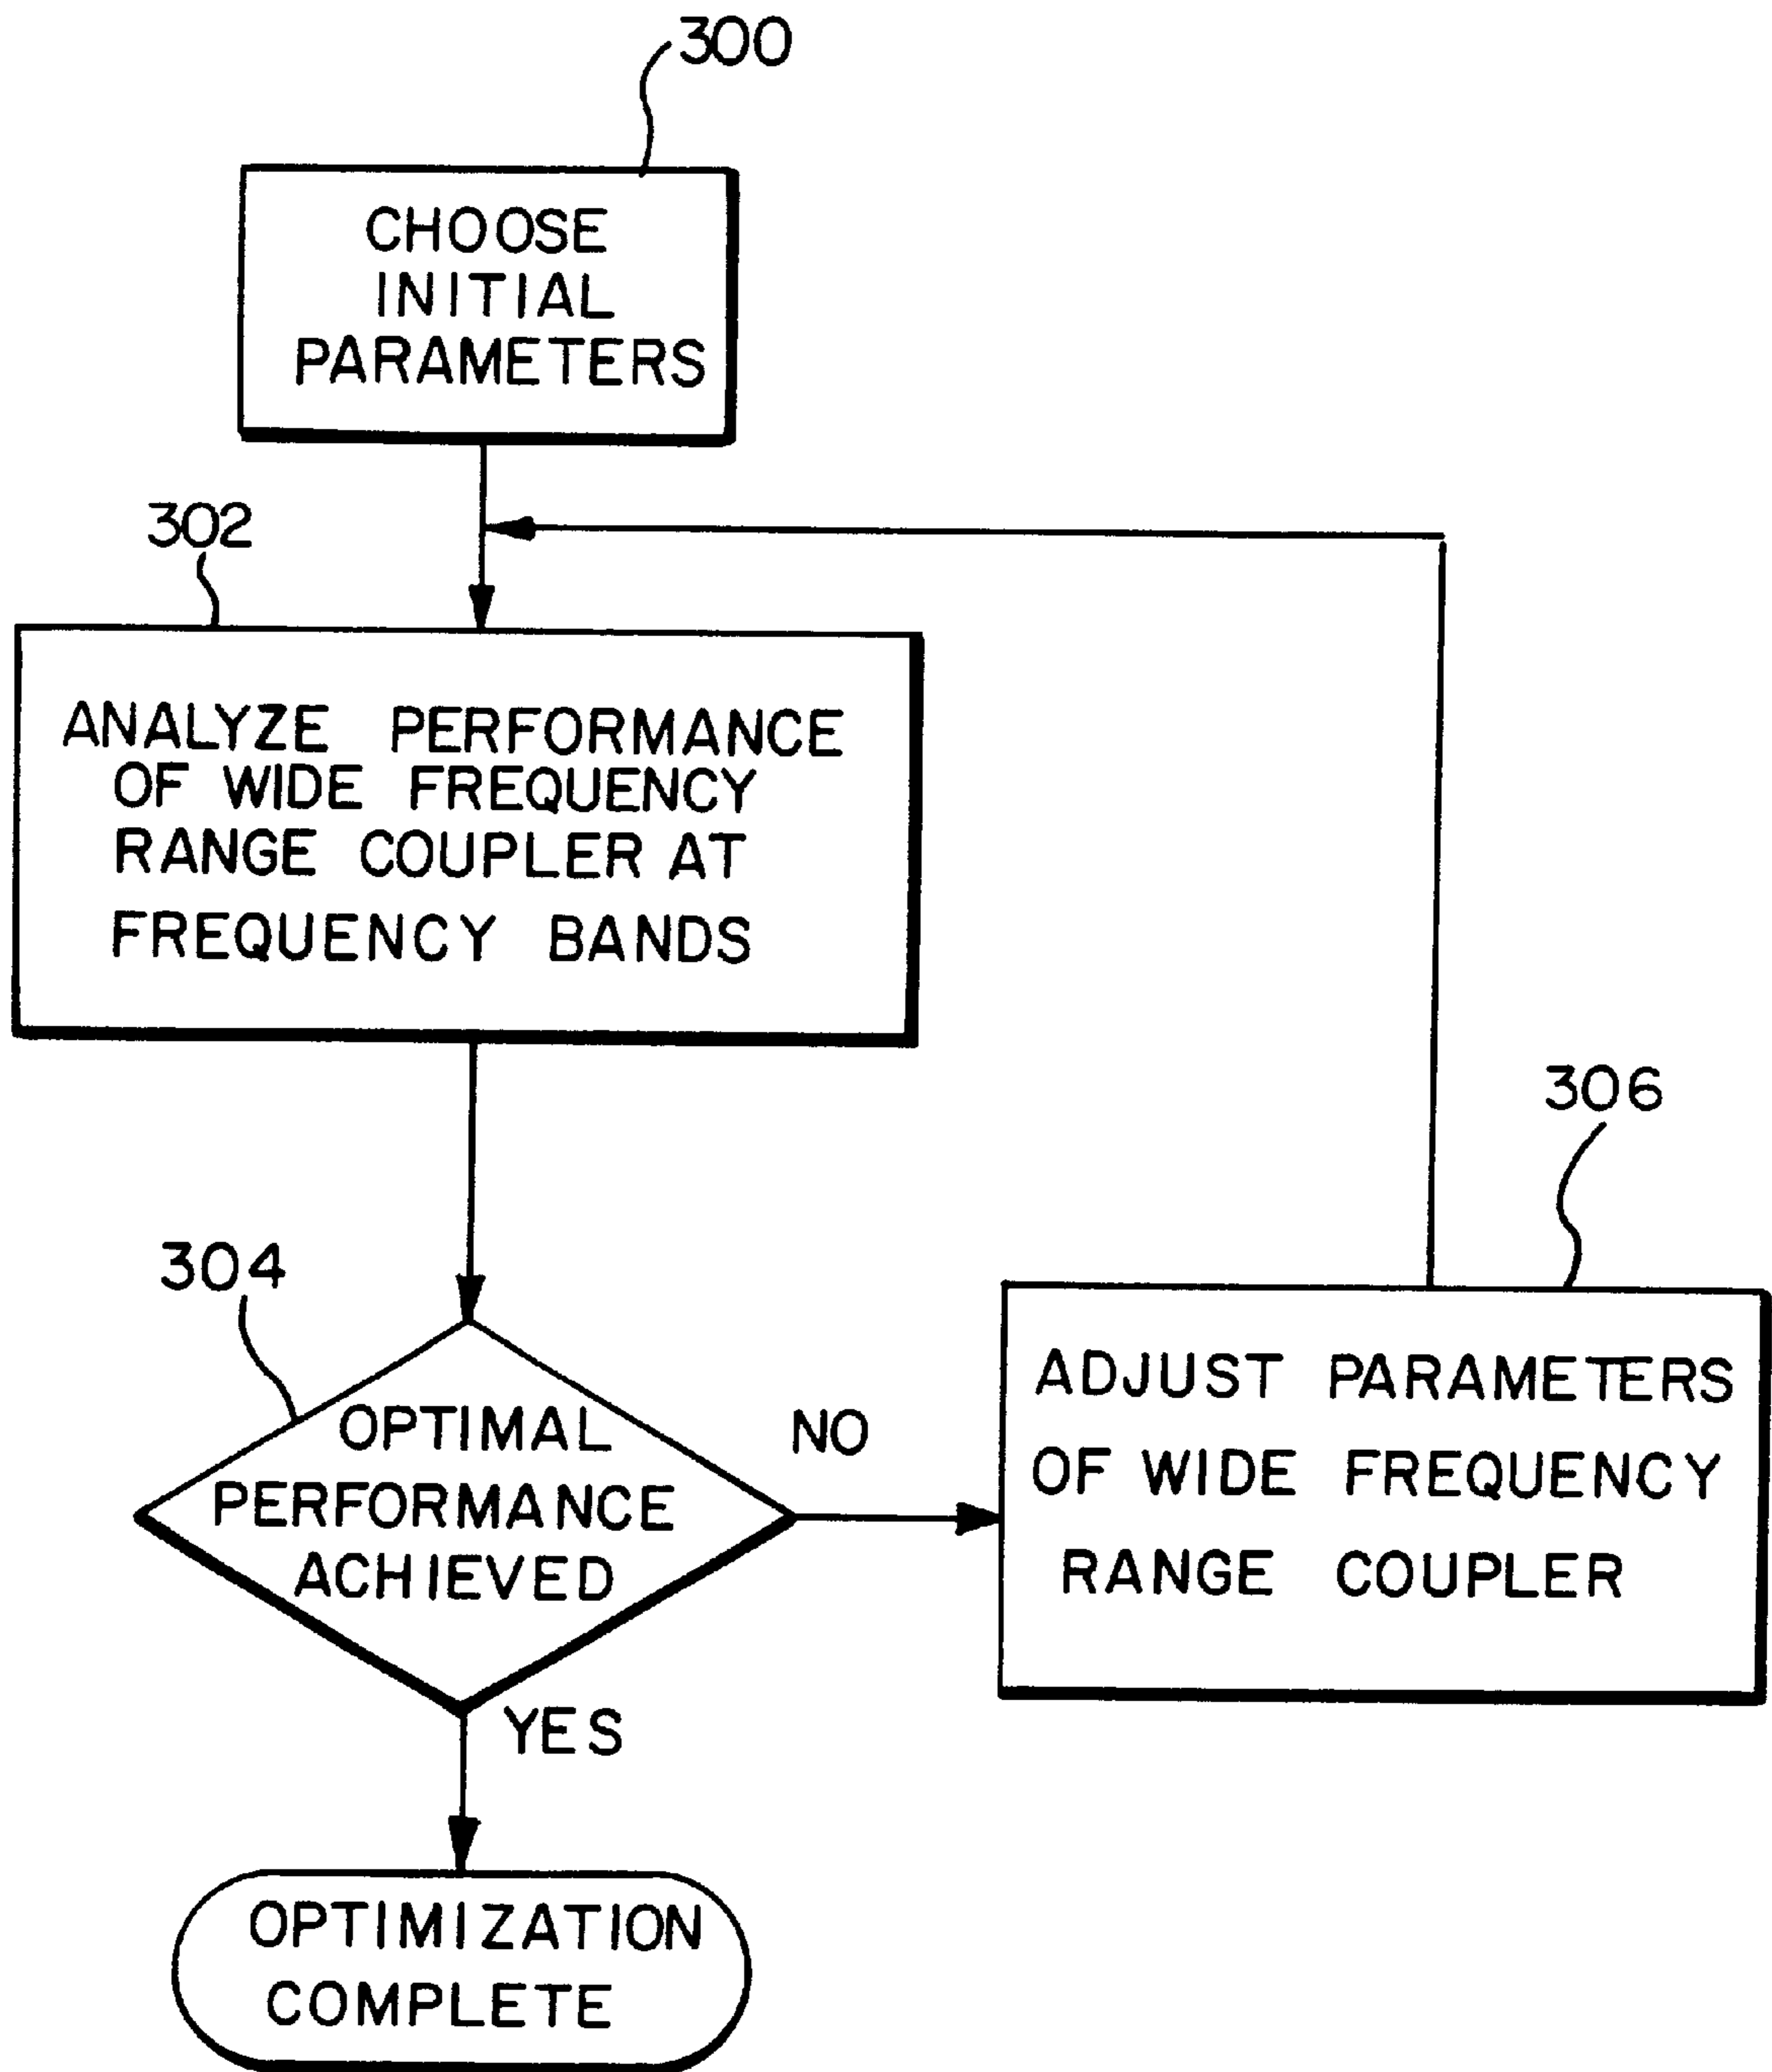 300
CHOOSE
INITIAL
PARAMETERS
302
ANALYZE PERFORMANCE
OF WIDE FREQUENCY
RANGE COUPLER AT
FREQUENCY BANDS
304
OPTIMAL
PERFORMANCE
ACHIEVED
NO
306
ADJUST PARAMETERS
OF WIDE FREQUENCY
RANGE COUPLER
YES
OPTIMIZATION
COMPLETE